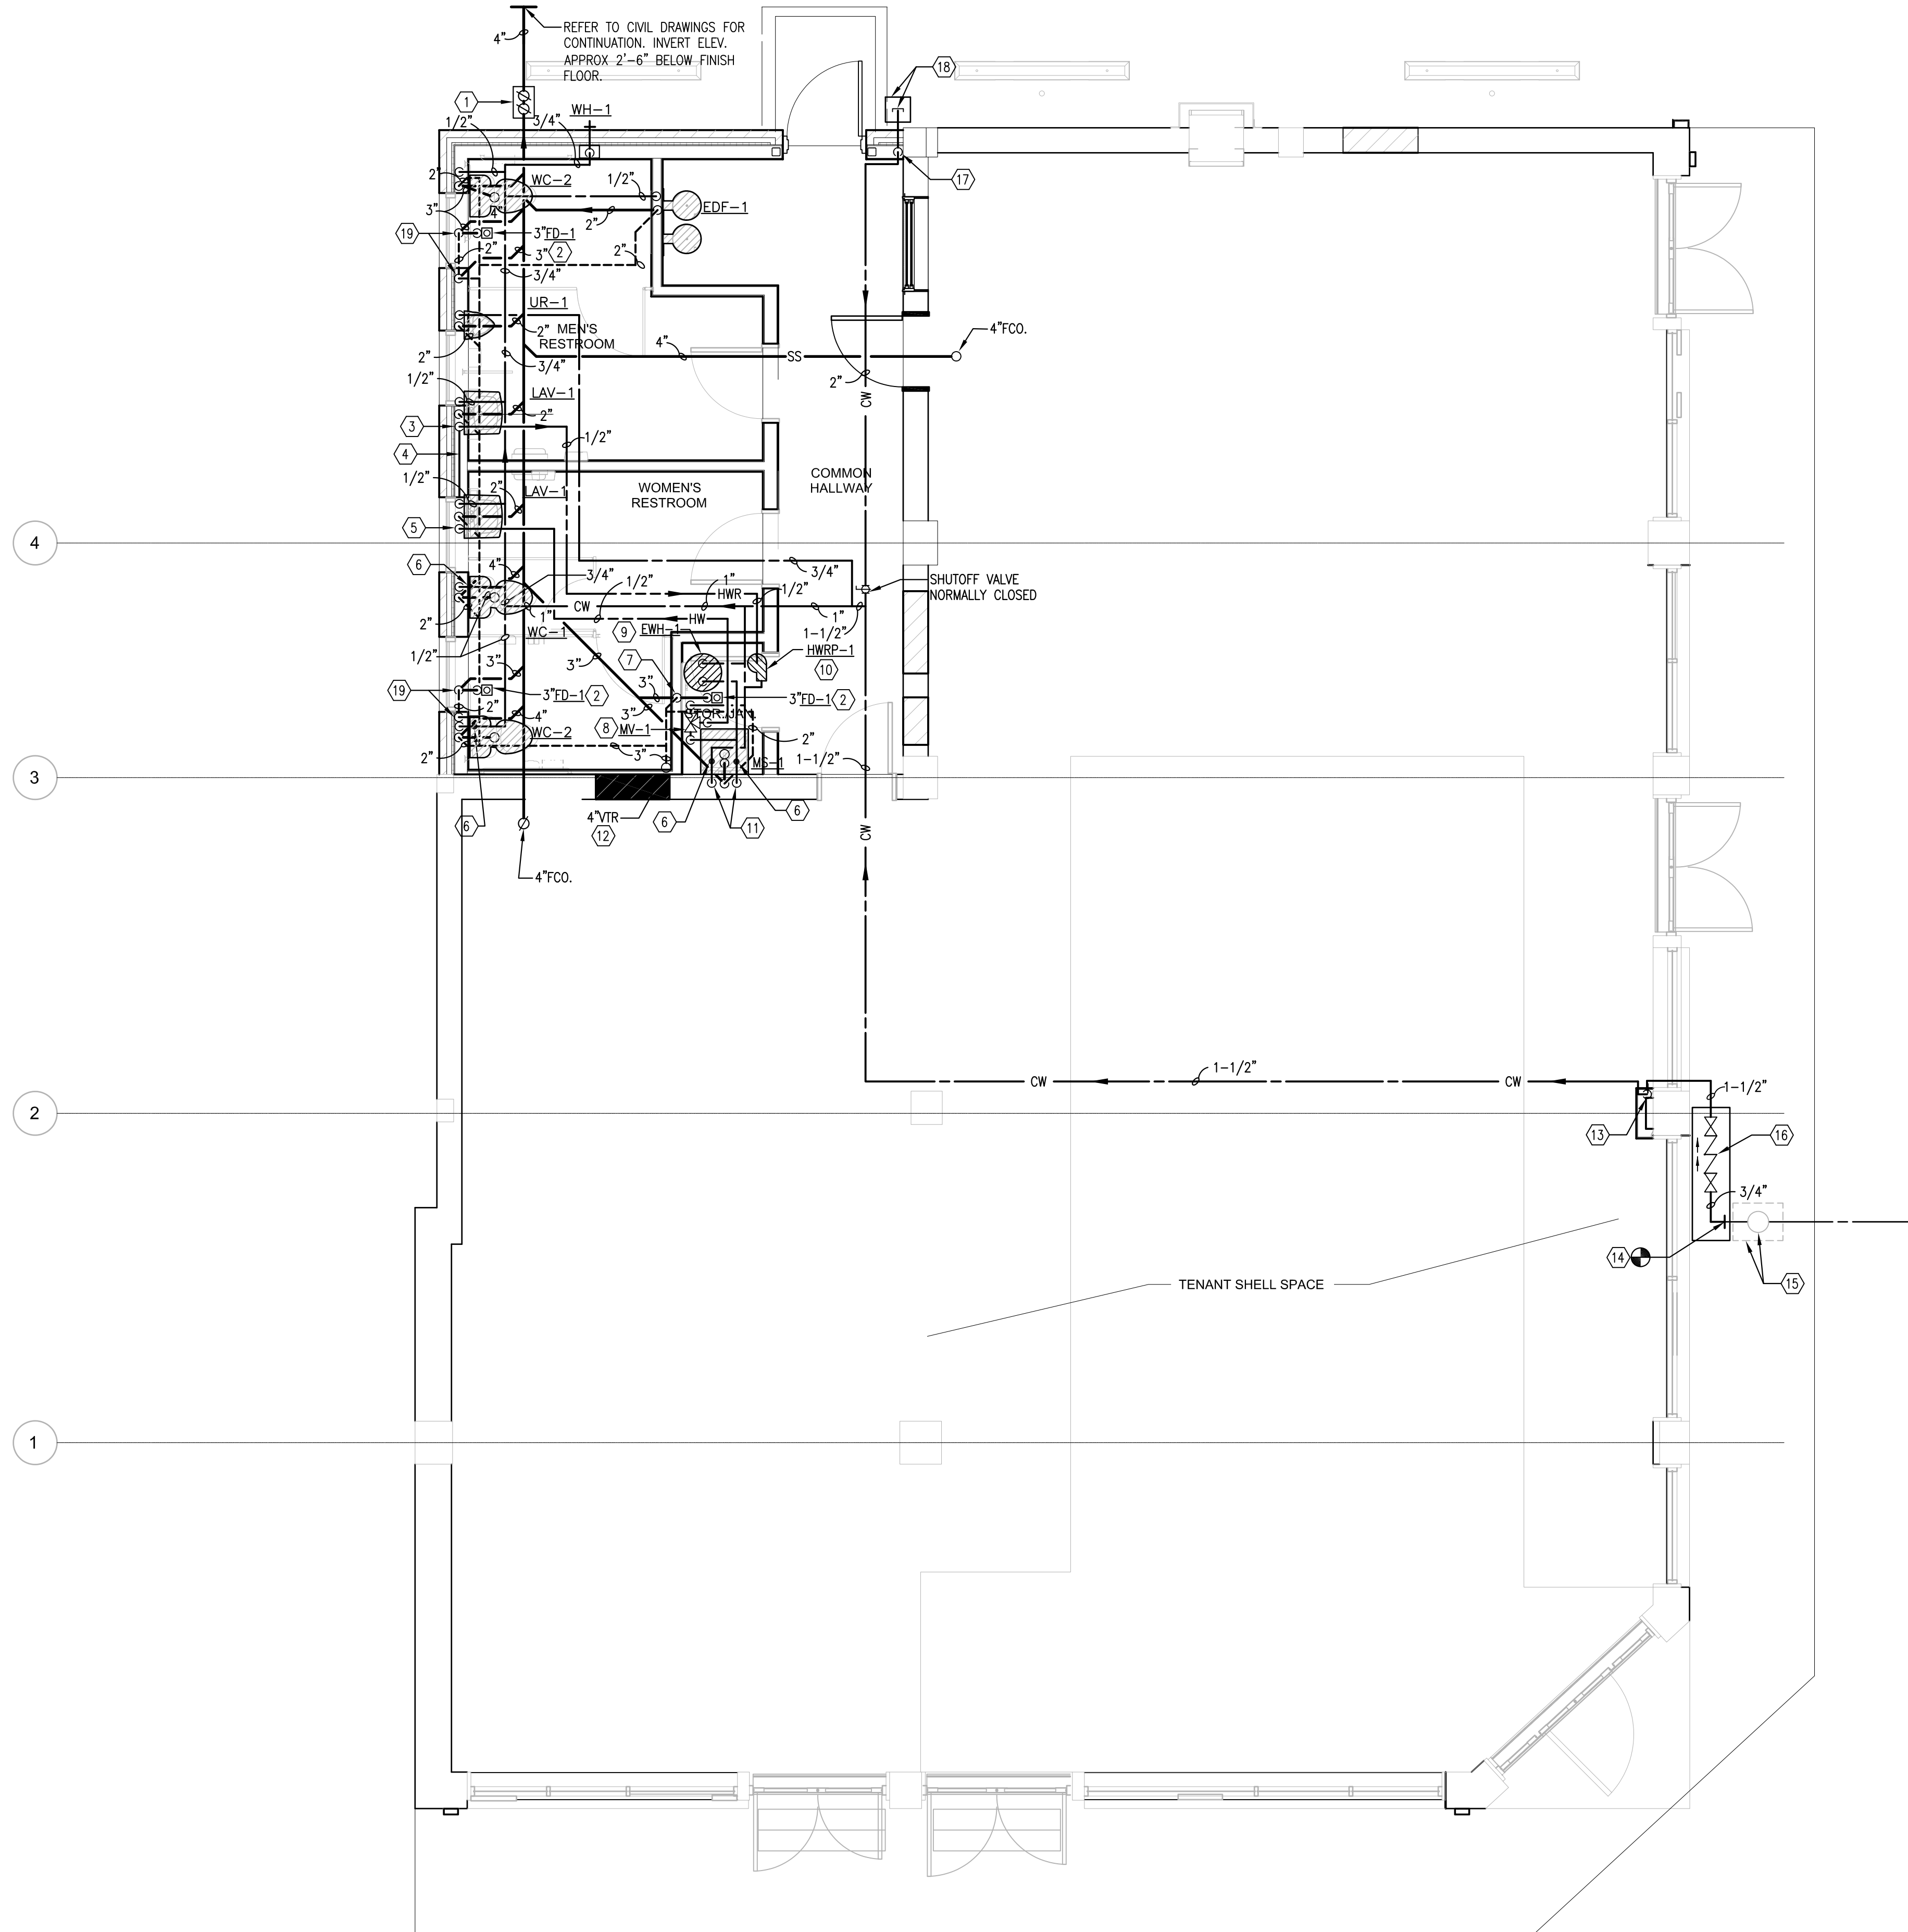 REFER TO CIVIL DRAWINGS FOR
CONTINUATION. INVERT ELEV.
APPROX 2'-6" BELOW FINISH
FLOOR.
4"
18
1
WH-1
1/2"
3/4"
17
2"
WC-2
1/2"
3"
4"
EDF-1
2"
19
3"FD-1
2"
3"
2
2"
3/4"
UR-1
2"
MEN'S
RESTROOM
4"FCO.
4"
SS
2"
3/4"
1/2"
2"
LAV-1
2"
CW
3
1/2"
4
COMMON
HALLWAY
1/2"
2"
LAV-1
WOMEN'S
RESTROOM
5
4
6
4"
3/4"
1/2"
1"
3/4"
SHUTOFF VALVE
NORMALLY CLOSED
HWR
1/2"
CW
1"
1"
2"
HW
WC-1
9
EWH-1
1-1/2"
1/2"
3"
3"
7
HWRP-1
10
19
3"FD-1
2
3"
3"FD-1
2
2"
4"
3"
STOR./JAN.
8
MV-1
WC-2
2"
2"
3"
MS-1
1-1/2"
3
6
4"VTR
12
6
11
6
CW
4"FCO.
CW
1-1/2"
CW
1-1/2"
2
13
16
3/4"
14
15
TENANT SHELL SPACE
1